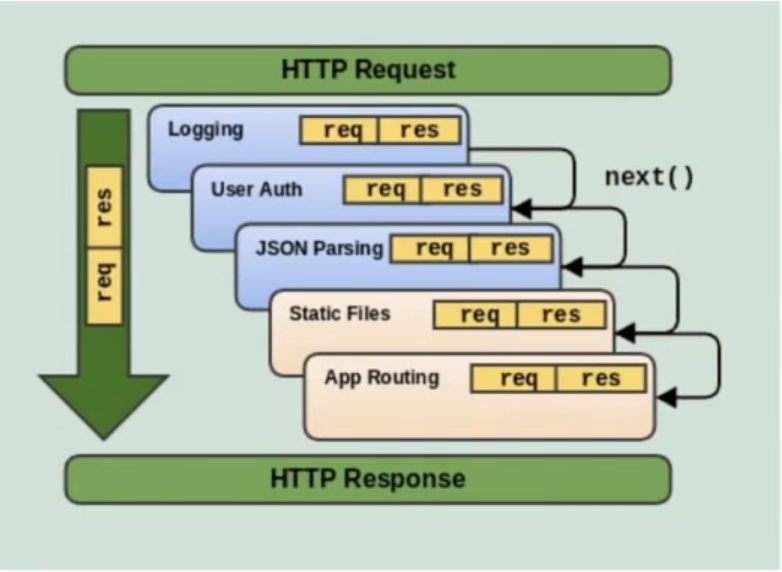 HTTP Request
Logging req res
next()
User Auth req res
res
req
JSON Parsing req res
Static Files req res
App Routing req res
HTTP Response